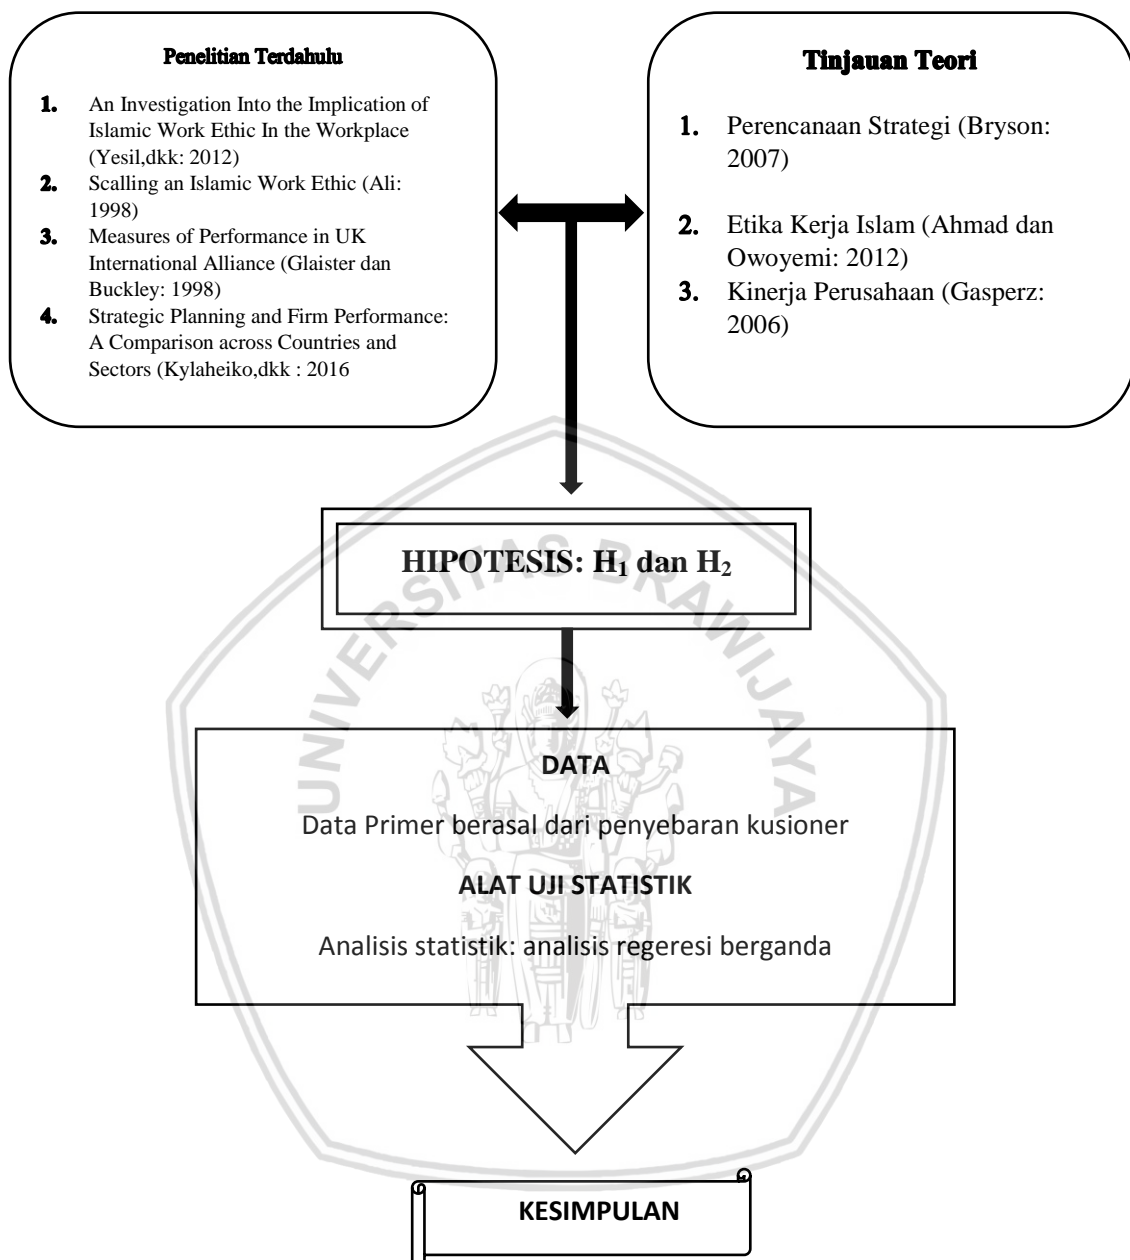 Penelitian Terdahulu
1. An Investigation Into the Implication of
Islamic Work Ethic In the Workplace
(Yesil,dkk: 2012)
2. Scalling an Islamic Work Ethic (Ali:
1998)
3. Measures of Performance in UK
International Alliance (Glaister dan
Buckley: 1998)
4. Strategic Planning and Firm Performance:
A Comparison across Countries and
Sectors (Kylaheiko,dkk : 2016
Tinjauan Teori
1. Perencanaan Strategi (Bryson:
2007)
2. Etika Kerja Islam (Ahmad dan
Owoyemi: 2012)
3. Kinerja Perusahaan (Gasperz:
2006)
HIPOTESIS: H₁ dan H₂
UNIVERSITAS BRAWIJAYA
DATA
Data Primer berasal dari penyebaran kusioner
ALAT UJI STATISTIK
Analisis statistik: analisis regeresi berganda
KESIMPULAN